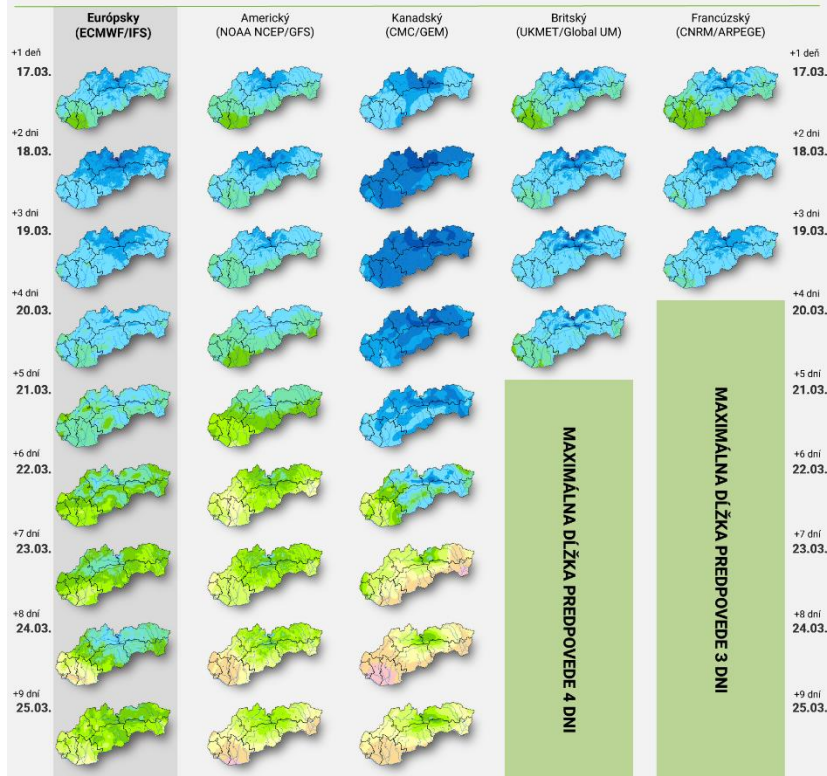 Európsky
(ECMWF/IFS)
Americký
(NOAA NCEP/GFS)
Kanadský
(CMC/GEM)
Britský
(UKMET/Global UM)
Francúzský
(CNRM/ARPEGE)
+1 deň
17.03.
+1 deň
17.03.
+2 dni
18.03.
+2 dni
18.03.
+3 dni
19.03.
+3 dni
19.03.
+4 dni
20.03.
+4 dni
20.03.
+5 dní
21.03.
+5 dní
21.03.
+6 dní
22.03.
+6 dní
22.03.
+7 dní
23.03.
+7 dní
23.03.
+8 dní
24.03.
+8 dní
24.03.
+9 dní
25.03.
+9 dní
25.03.
MAXIMÁLNA DĹŽKA PREDPOVEDE 4 DNI
MAXIMÁLNA DĹŽKA PREDPOVEDE 3 DNI